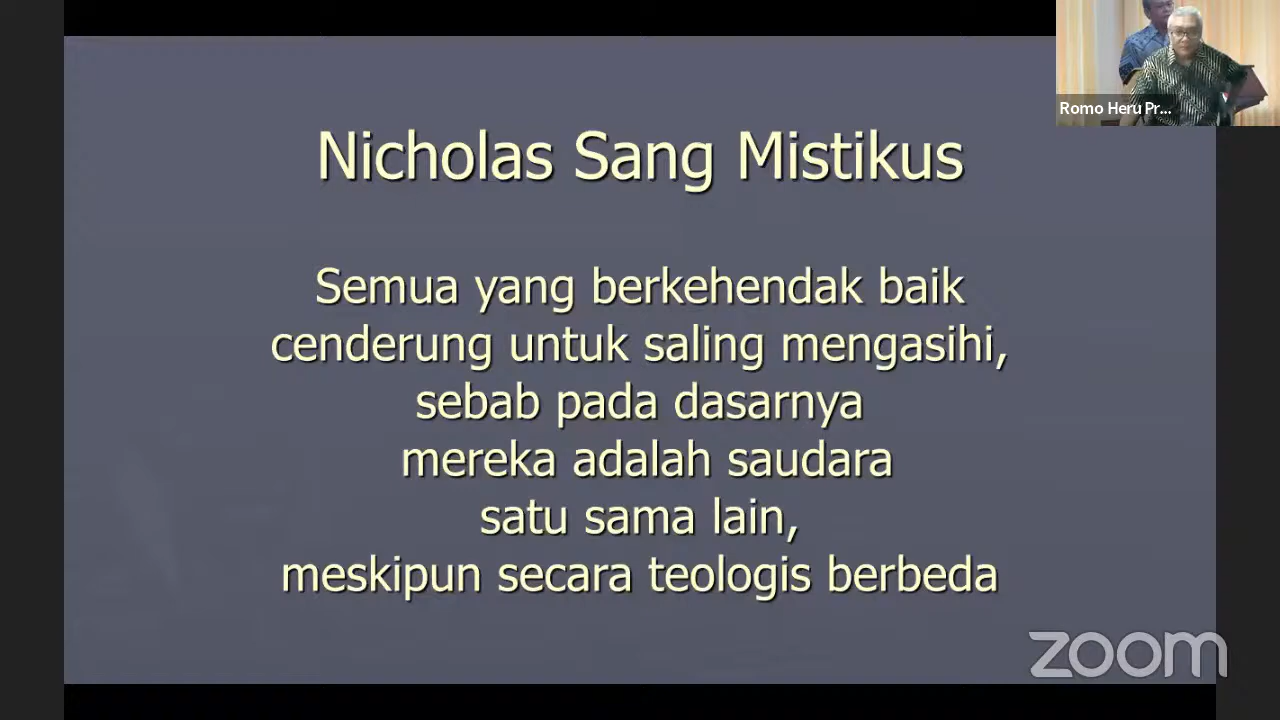 Romo Heru Pr...
Nicholas Sang Mistikus
Semua yang berkehendak baik
cenderung untuk saling mengasihi,
sebab pada dasarnya
mereka adalah saudara
satu sama lain,
meskipun secara teologis berbeda
zoom